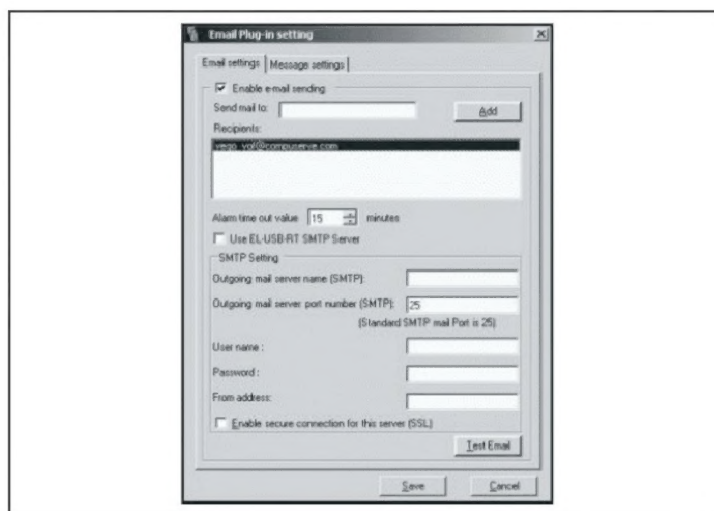 Email Plug-in setting
Email settings
Message settings
Enable e-mail sending
Send mail to:
Add
Recipients:
@compuserve.com
Alarm time out value 15 minutes
Use EL-USB-RT SMTP Server
SMTP Setting
Outgoing mail server name (SMTP):
Outgoing mail server port number (SMTP): 25
(Standard SMTP mail Port is 25)
User name :
Password :
From address:
Enable secure connection for this server (SSL)
Test Email
Save
Cancel